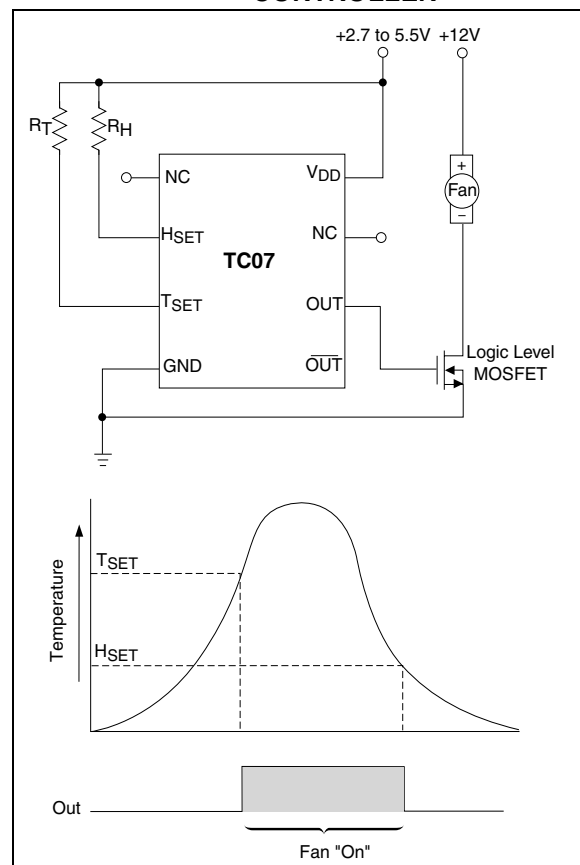 +2.7 to 5.5V +12V
RT RH
NC VDD
+
Fan
–
HSET NC
TC07
TSET OUT
Logic Level
MOSFET
GND OUT
TSET
Temperature
HSET
Out
Fan "On"